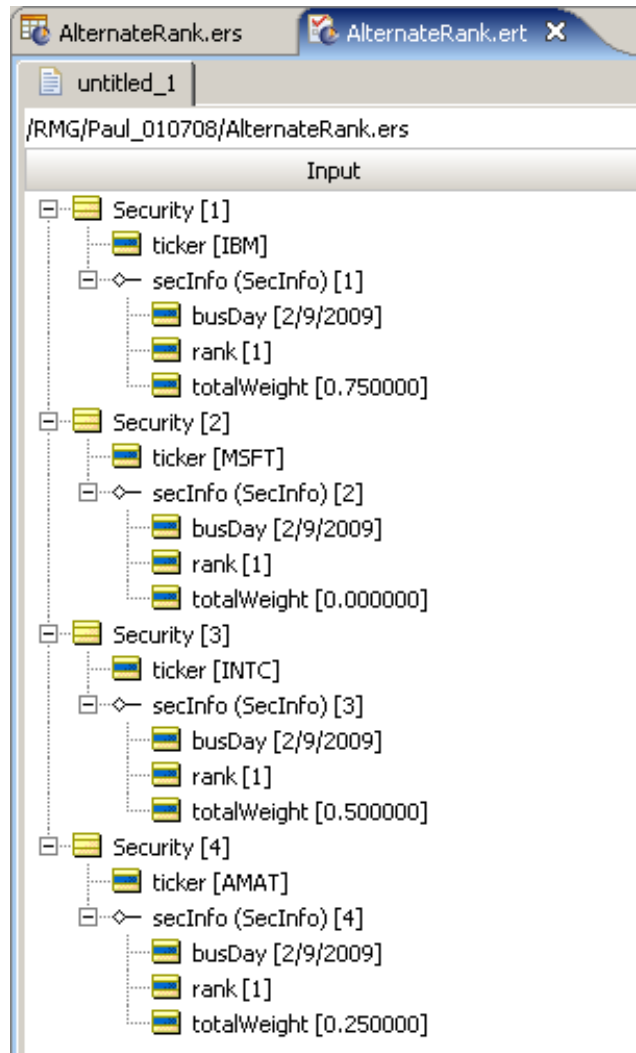 AlternateRank.ers AlternateRank.ert
untitled_1
/RMG/Paul_010708/AlternateRank.ers
Input
Security [1]
ticker [IBM]
secInfo (SecInfo) [1]
busDay [2/9/2009]
rank [1]
totalWeight [0.750000]
Security [2]
ticker [MSFT]
secInfo (SecInfo) [2]
busDay [2/9/2009]
rank [1]
totalWeight [0.000000]
Security [3]
ticker [INTC]
secInfo (SecInfo) [3]
busDay [2/9/2009]
rank [1]
totalWeight [0.500000]
Security [4]
ticker [AMAT]
secInfo (SecInfo) [4]
busDay [2/9/2009]
rank [1]
totalWeight [0.250000]